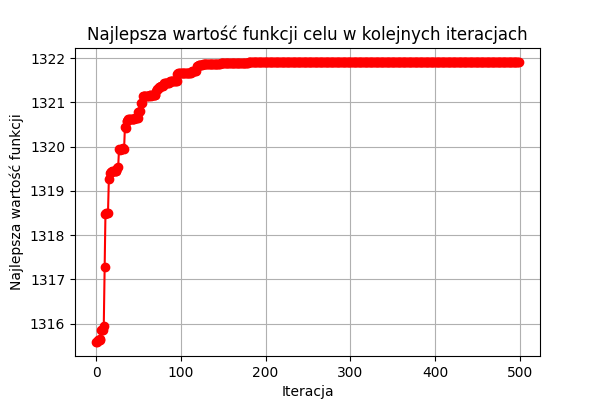 Najlepsza wartość funkcji celu w kolejnych iteracjach
Najlepsza wartość funkcji
1322
1321
1320
1319
1318
1317
1316
0 100 200 300 400 500
Iteracja